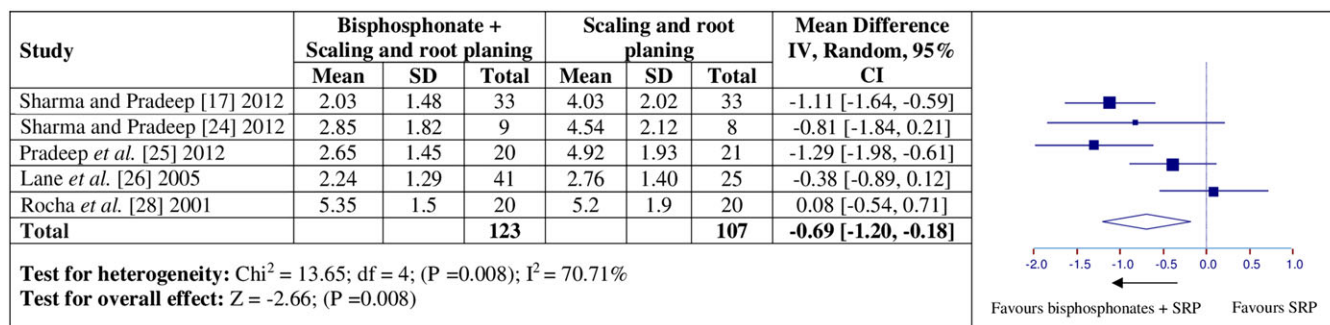 Study
Bisphosphonate +
Scaling and root planing
Scaling and root
planing
Mean Difference
IV, Random, 95%
CI
Mean SD Total Mean SD Total
Sharma and Pradeep [17] 2012 2.03 1.48 33 4.03 2.02 33 -1.11 [-1.64, -0.59]
Sharma and Pradeep [24] 2012 2.85 1.82 9 4.54 2.12 8 -0.81 [-1.84, 0.21]
Pradeep et al. [25] 2012 2.65 1.45 20 4.92 1.93 21 -1.29 [-1.98, -0.61]
Lane et al. [26] 2005 2.24 1.29 41 2.76 1.40 25 -0.38 [-0.89, 0.12]
Rocha et al. [28] 2001 5.35 1.5 20 5.2 1.9 20 0.08 [-0.54, 0.71]
Total 123 107 -0.69 [-1.20, -0.18]
Test for heterogeneity: Chi² = 13.65; df = 4; (P =0.008); I² = 70.71%
Test for overall effect: Z = -2.66; (P =0.008)
-2.0 -1.5 -1.0 -0.5 0.0 0.5 1.0
Favours bisphosphonates + SRP Favours SRP